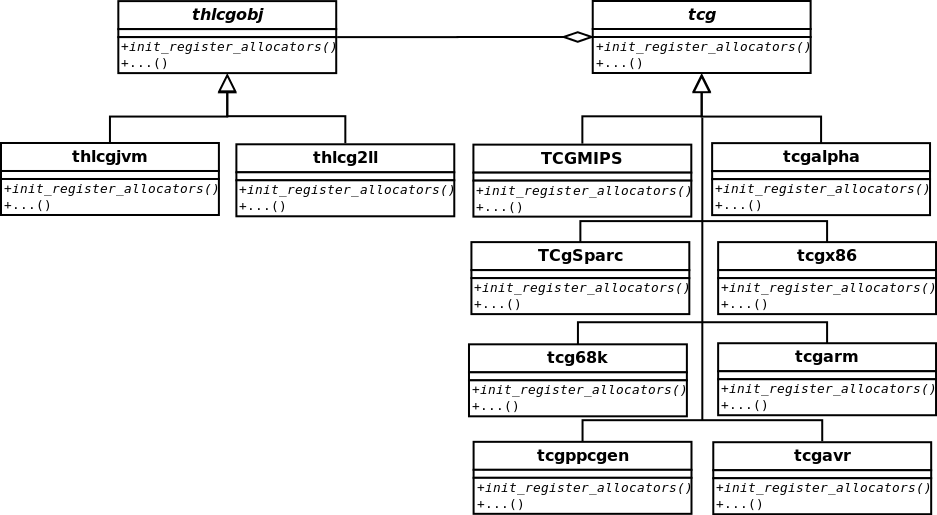 thlcgobj
+init_register_allocators()
+...()
tcg
+init_register_allocators()
+...()
thlcgjvm
+init_register_allocators()
+...()
thlcg2ll
+init_register_allocators()
+...()
TCGMIPS
+init_register_allocators()
+...()
tcgalpha
+init_register_allocators()
+...()
TCgSparc
+init_register_allocators()
+...()
tcgx86
+init_register_allocators()
+...()
tcg68k
+init_register_allocators()
+...()
tcgarm
+init_register_allocators()
+...()
tcgppcgen
+init_register_allocators()
+...()
tcgavr
+init_register_allocators()
+...()